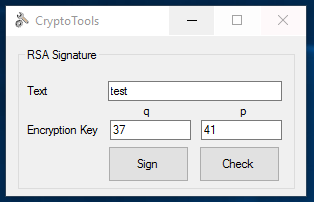 CryptoTools
RSA Signature
Text test
q p
Encryption Key 37 41
Sign Check